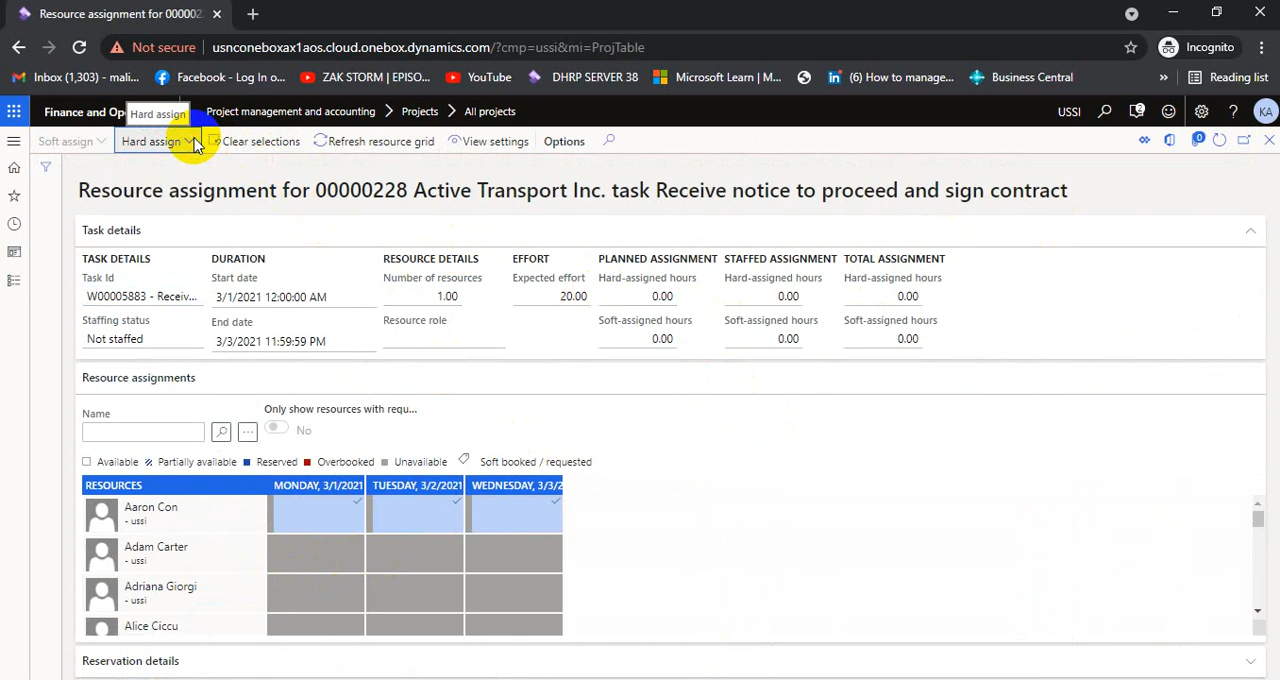 Resource assignment for 00000228
Not secure usnconeboxax1aos.cloud.onebox.dynamics.com/?cmp=ussi&mi=ProjTable Incognito
Inbox (1,303) - mali... Facebook - Log In o... ZAK STORM | EPISO... YouTube DHRP SERVER 38 Microsoft Learn | M... (6) How to manage... Business Central » Reading list
Finance and Op Hard assign Project management and accounting Projects All projects USSI ? KA
Soft assign Hard assign Clear selections Refresh resource grid View settings Options
Resource assignment for 00000228 Active Transport Inc. task Receive notice to proceed and sign contract
Task details
TASK DETAILS DURATION RESOURCE DETAILS EFFORT PLANNED ASSIGNMENT STAFFED ASSIGNMENT TOTAL ASSIGNMENT
Task Id Start date Number of resources Expected effort Hard-assigned hours Hard-assigned hours Hard-assigned hours
W00005883 - Receiv... 3/1/2021 12:00:00 AM 1.00 20.00 0.00 0.00 0.00
Staffing status End date Resource role Soft-assigned hours Soft-assigned hours Soft-assigned hours
Not staffed 3/3/2021 11:59:59 PM 0.00 0.00 0.00
Resource assignments
Name Only show resources with requ...
No
Available Partially available Reserved Overbooked Unavailable Soft booked / requested
RESOURCES MONDAY, 3/1/2021 TUESDAY, 3/2/2021 WEDNESDAY, 3/3/2
Aaron Con
- ussi
Adam Carter
- ussi
Adriana Giorgi
- ussi
Alice Ciccu
Reservation details